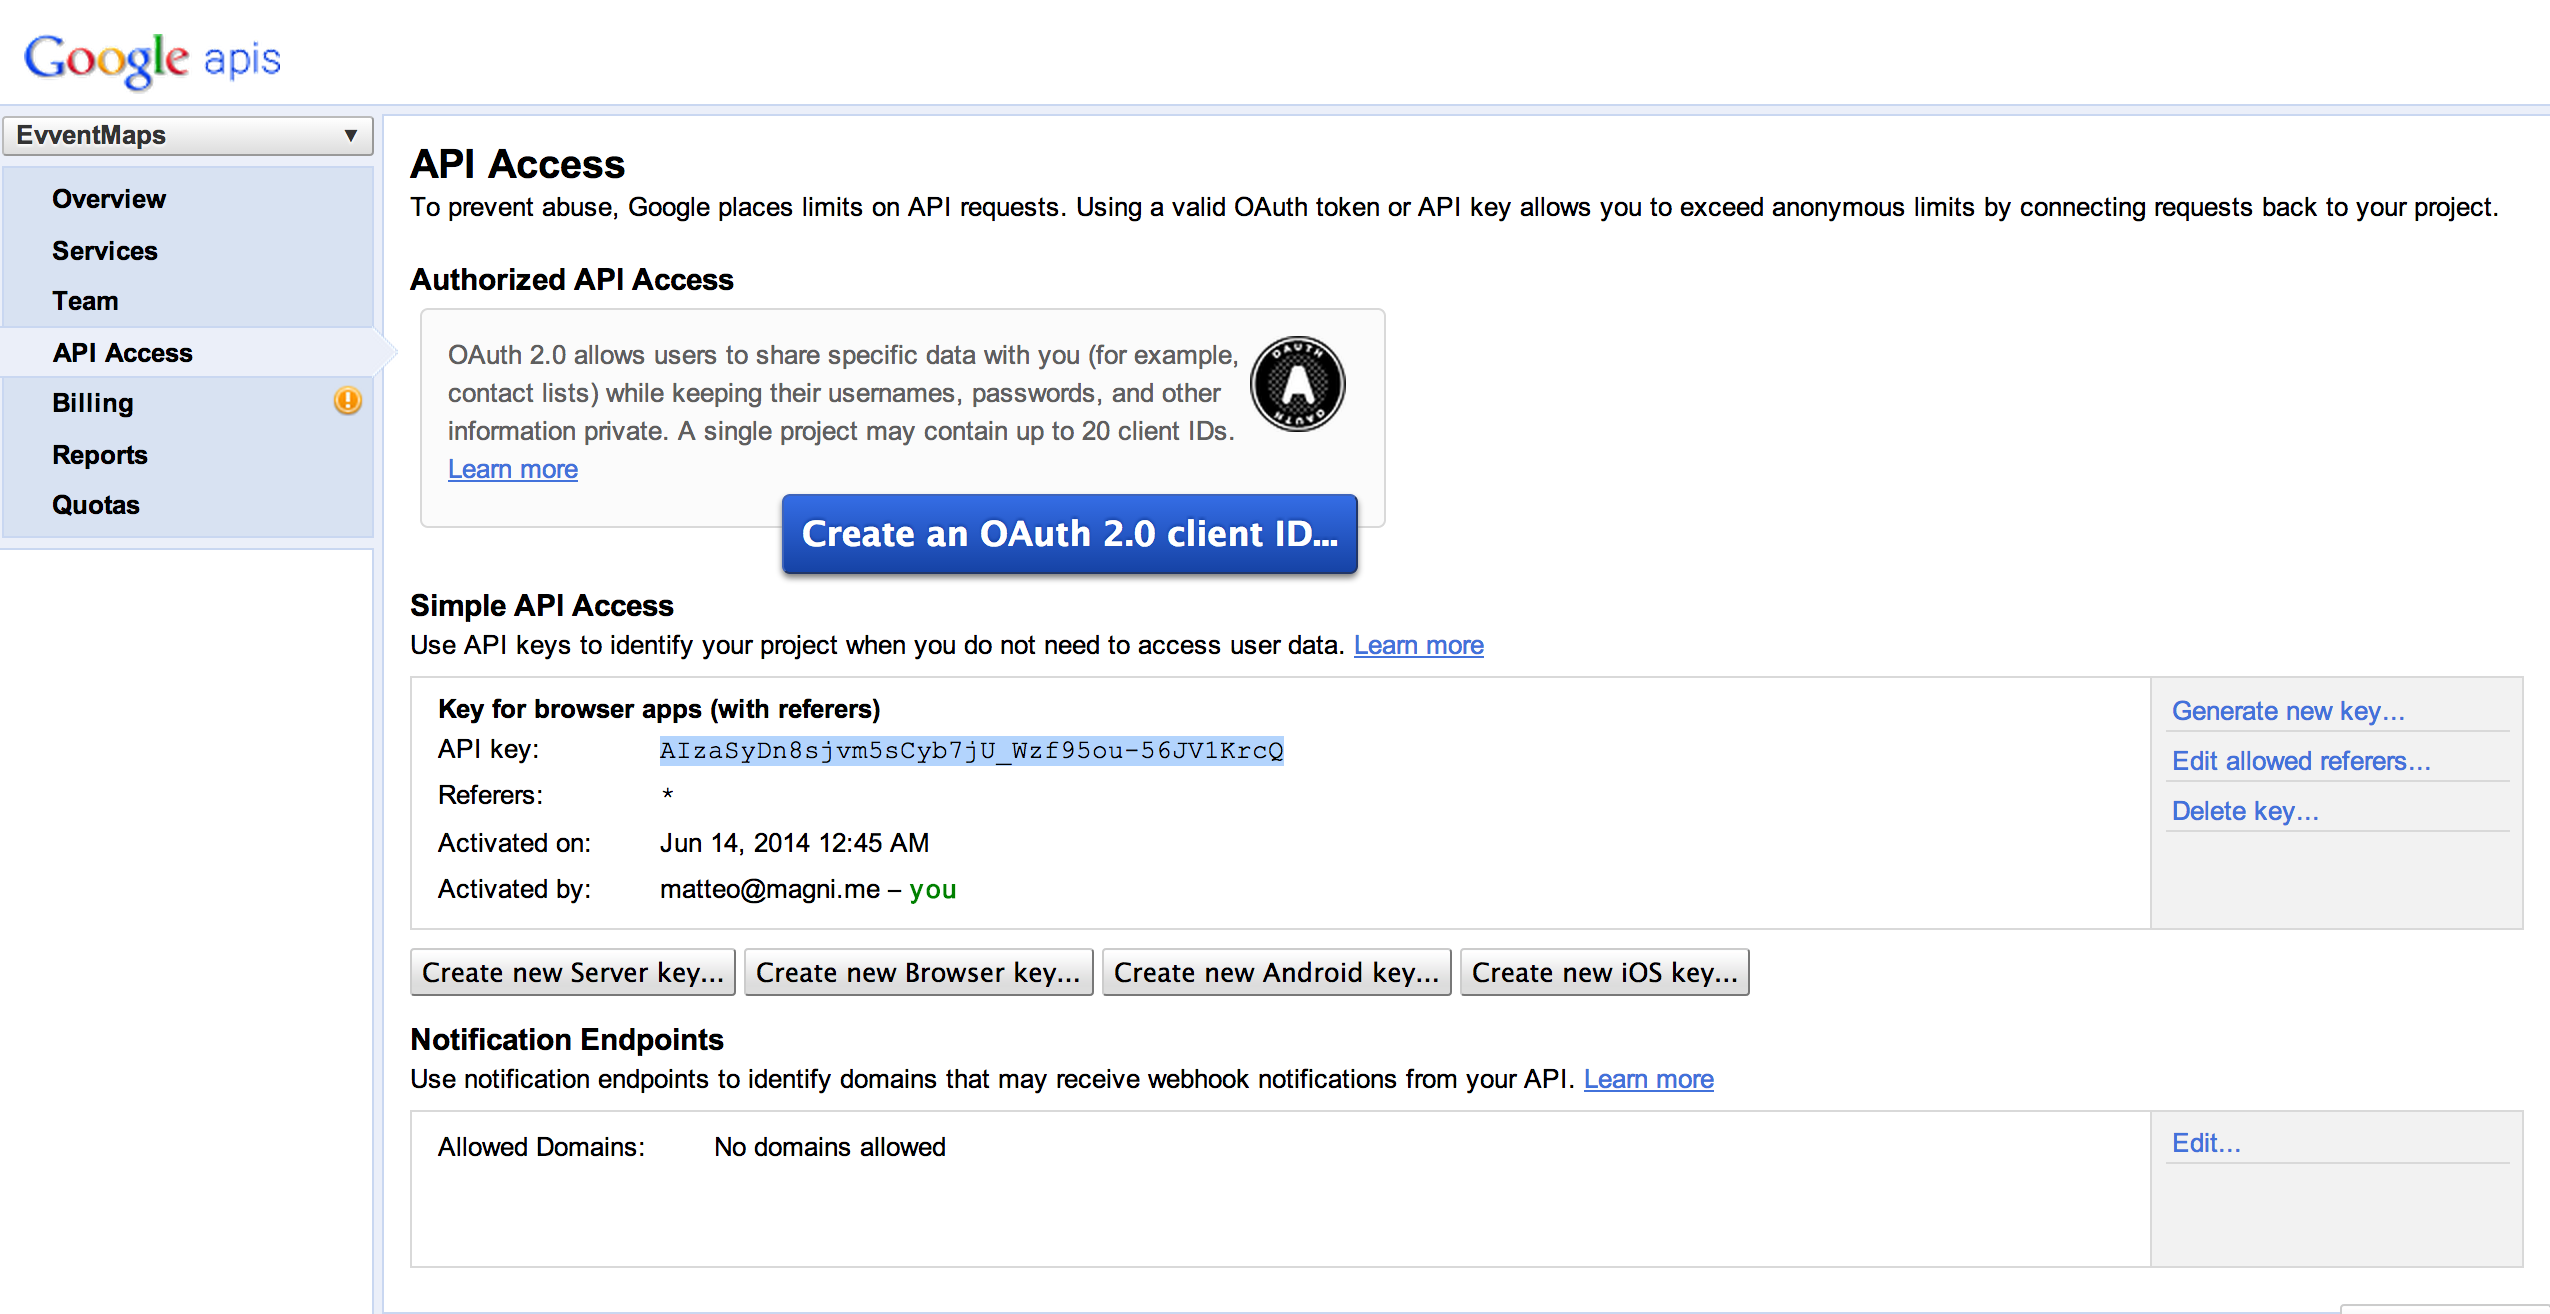 Google apis
EvventMaps ▼
Overview
Services
Team
API Access
Billing
Reports
Quotas
API Access
To prevent abuse, Google places limits on API requests. Using a valid OAuth token or API key allows you to exceed anonymous limits by connecting requests back to your project.
Authorized API Access
OAuth 2.0 allows users to share specific data with you (for example,
contact lists) while keeping their usernames, passwords, and other
information private. A single project may contain up to 20 client IDs.
Learn more
OAUTH
A
OAUTH
Create an OAuth 2.0 client ID...
Simple API Access
Use API keys to identify your project when you do not need to access user data. Learn more
Key for browser apps (with referers)
API key: AIzaSyDn8sjvm5sCyb7jU_Wzf95ou-56JV1KrcQ
Referers: *
Activated on: Jun 14, 2014 12:45 AM
Activated by: matteo@magni.me – you
Generate new key...
Edit allowed referers...
Delete key...
Create new Server key... Create new Browser key... Create new Android key... Create new iOS key...
Notification Endpoints
Use notification endpoints to identify domains that may receive webhook notifications from your API. Learn more
Allowed Domains: No domains allowed
Edit...